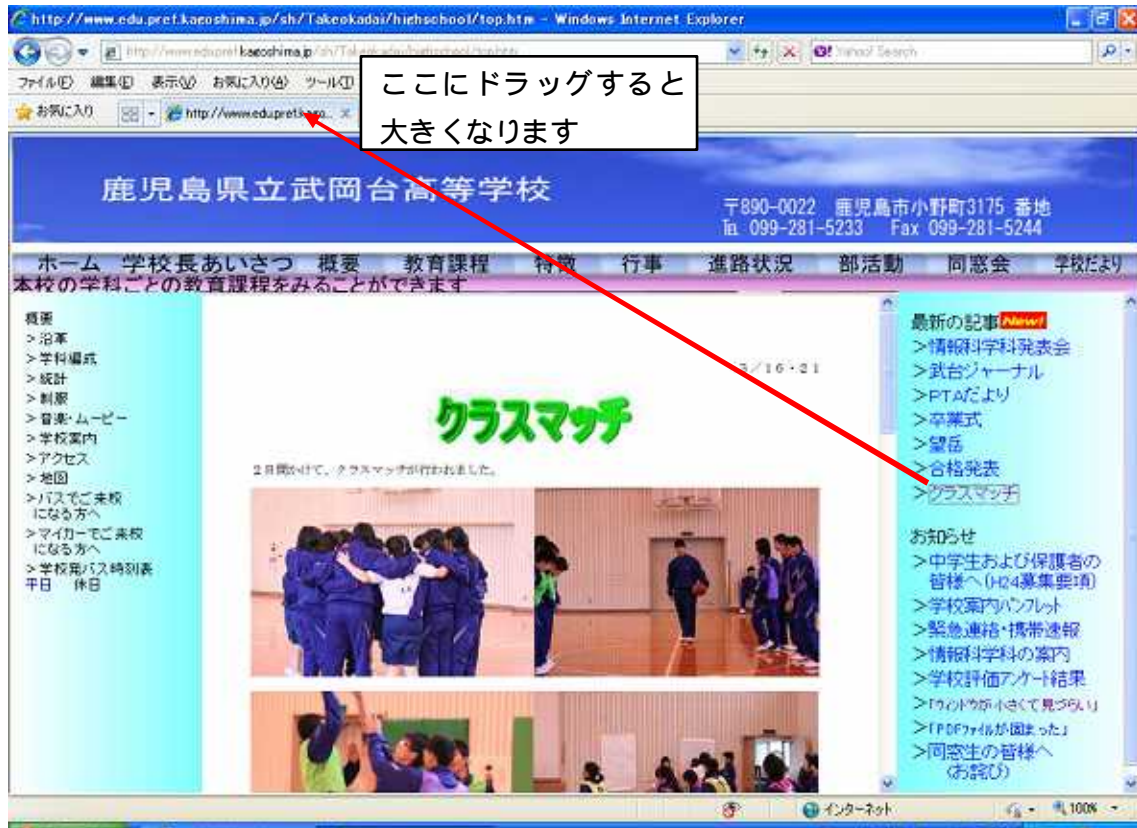 http://www.edu.pref.kagoshima.jp/sh/Takeokadai/highschool/top.htm - Windows Internet Explorer
Yahoo! Search
ファイル(F) 編集(E) 表示(V) お気に入り(A) ツール(T)
お気に入り
ここにドラッグすると
大きくなります
鹿児島県立武岡台高等学校
〒890-0022 鹿児島市小野町3175 番地
℡ 099-281-5233 Fax 099-281-5244
ホーム 学校長あいさつ 概要 教育課程 特徴 行事 進路状況 部活動 同窓会 学校だより
本校の学科ごとの教育課程をみることができます
概要
>沿革
>学科編成
>統計
>制服
>音楽・ムービー
>学校案内
>アクセス
>地図
>バスでご来校
になる方へ
>マイカーでご来校
になる方へ
>学校発バス時刻表
平日 休日
3/16・21
クラスマッチ
2日間かけて、クラスマッチが行われました。
最新の記事New!
>情報科学科発表会
>武台ジャーナル
>PTAだより
>卒業式
>望岳
>合格発表
>クラスマッチ
お知らせ
>中学生および保護者の
皆様へ(H24募集要項)
>学校案内パンフレット
>緊急連絡・携帯速報
>情報科学科の案内
>学校評価アンケート結果
>「ウィンドウが小さくて見づらい」
>「PDFファイルが固まった」
>同窓生の皆様へ
(お詫び)
インターネット
100%